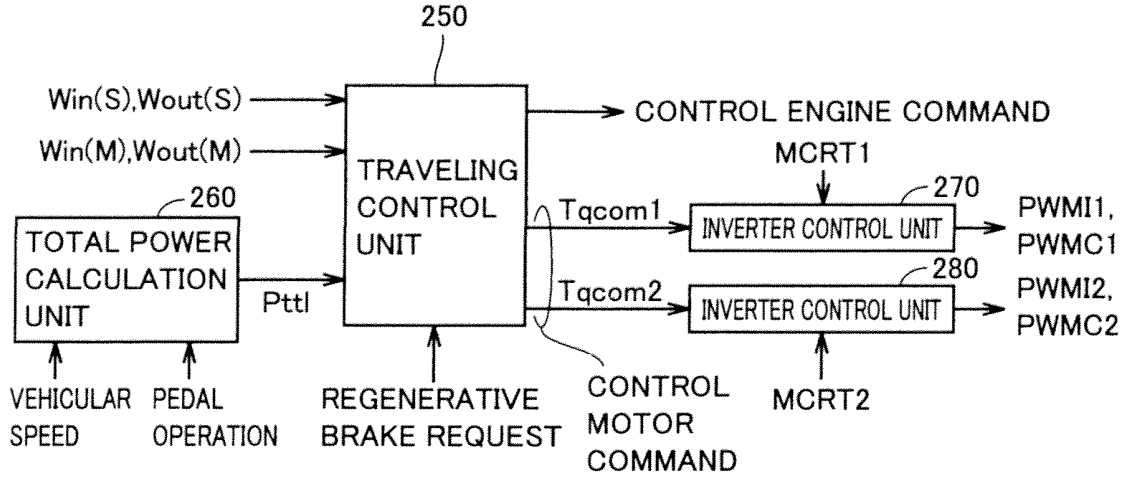 250
Win(S),Wout(S)
CONTROL ENGINE COMMAND
Win(M),Wout(M)
MCRT1
TRAVELING
CONTROL
UNIT
260
270
Tqcom1
INVERTER CONTROL UNIT
PWMI1,
PWMC1
TOTAL POWER
CALCULATION
UNIT
Pttl
280
Tqcom2
INVERTER CONTROL UNIT
PWMI2,
PWMC2
VEHICULAR
SPEED
PEDAL
OPERATION
REGENERATIVE
BRAKE REQUEST
CONTROL
MOTOR
COMMAND
MCRT2